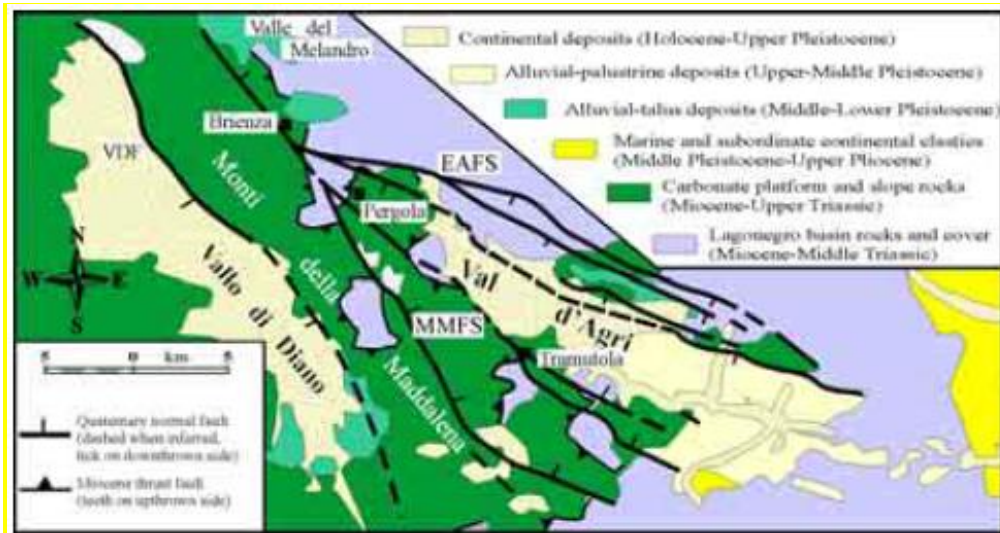 Valle del
Melandro
Brienza
VDF
Monti
della
Maddalena
Pergola
EAFS
Val
d'Agri
MMFS
Tramutola
Vallo
di
Diano
N
W E
S
Continental deposits (Holocene-Upper Pleistocene)
Alluvial-palustrine deposits (Upper-Middle Pleistocene)
Alluvial-talus deposits (Middle-Lower Pleistocene)
Marine and subordinate continental clastics
(Middle Pleistocene-Upper Pliocene)
Carbonate platform and slope rocks
(Miocene-Upper Triassic)
Lagonegro basin rocks and cover
(Miocene-Middle Triassic)
5 0 km 5
Quaternary normal fault
(dashed when inferred,
tick on downthrown side)
Miocene thrust fault
(teeth on upthrown side)